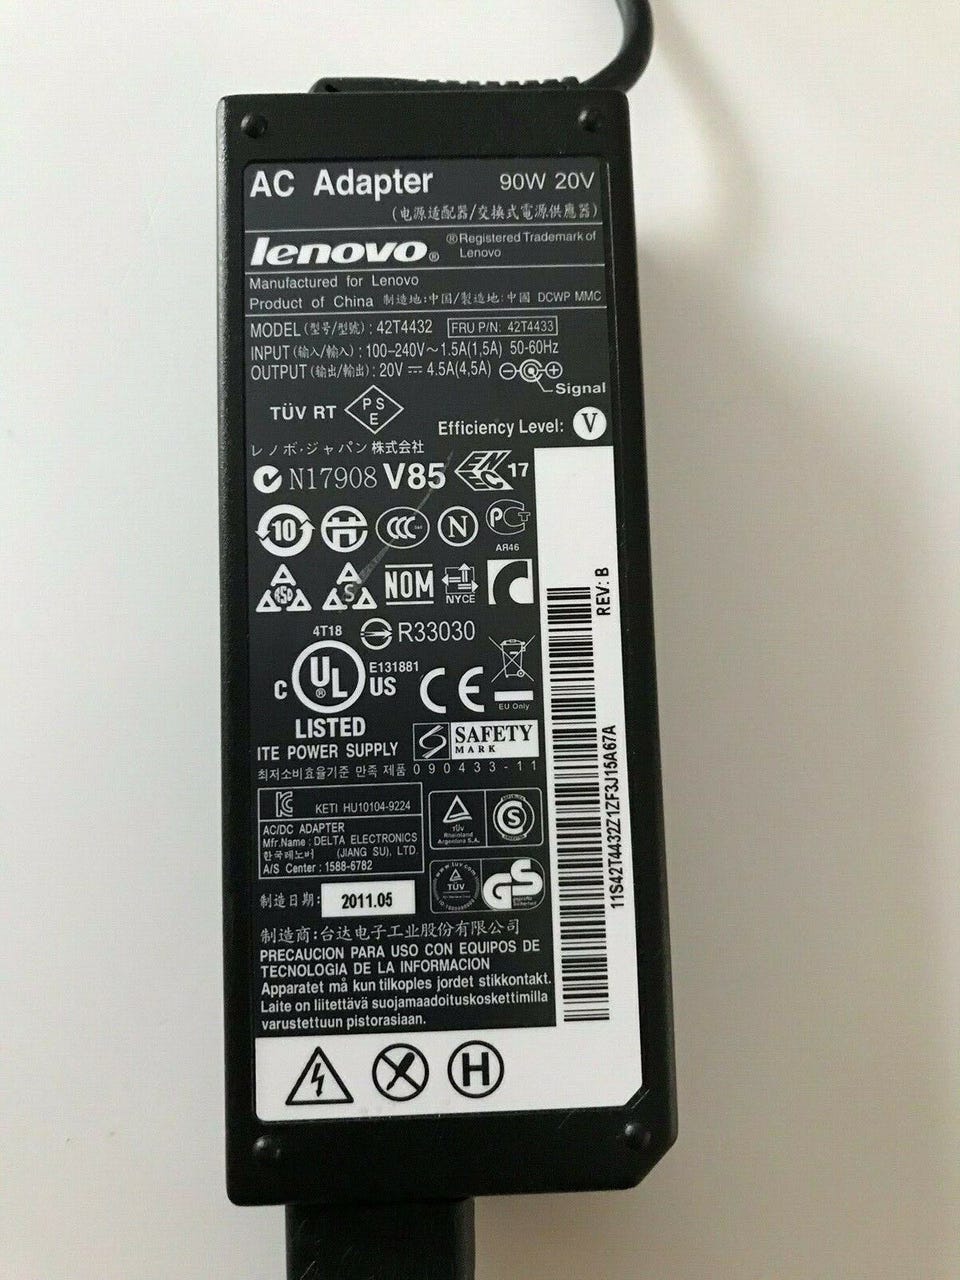 AC Adapter 90W 20V
(电源适配器/交換式電源供應器)
lenovo® ®Registered Trademark of
Lenovo
Manufactured for Lenovo
Product of China 制造地:中国/製造地:中國 DCWP MMC
MODEL (型号/型號) : 42T4432 FRU P/N: 42T4433
INPUT (输入/輸入) : 100–240V～1.5A(1,5A) 50-60Hz
OUTPUT (输出/輸出) : 20V ⎓ 4.5A(4,5A)
Signal
TÜV RT PSE
Efficiency Level: V
レノボ・ジャパン 株式会社
N17908 V85 17
10 N PCT
AЯ46
S NOM NYCE
4T18 R33030
C UL® US E131881
LISTED CE EU Only
ITE POWER SUPPLY S SAFETY
MARK
최저소비효율기준 만족 제품 090433-11
KETI HU10104-9224
AC/DC ADAPTER
Mfr.Name : DELTA ELECTRONICS
한국레노버 (JIANG SU), LTD.
A/S Center : 1588-6782
TÜV
Rheinland
Argentina S.A.
S
制造日期: 2011.05
www.tuv.com
TÜV
GS
制造商:台达电子工业股份有限公司
PRECAUCION PARA USO CON EQUIPOS DE
TECNOLOGIA DE LA INFORMACION
Apparatet må kun tilkoples jordet stikkontakt.
Laite on liitettävä suojamaadoituskoskettimilla
varustettuun pistorasiaan.
H
REV: B
11S42T4432Z1ZF3J15A67A